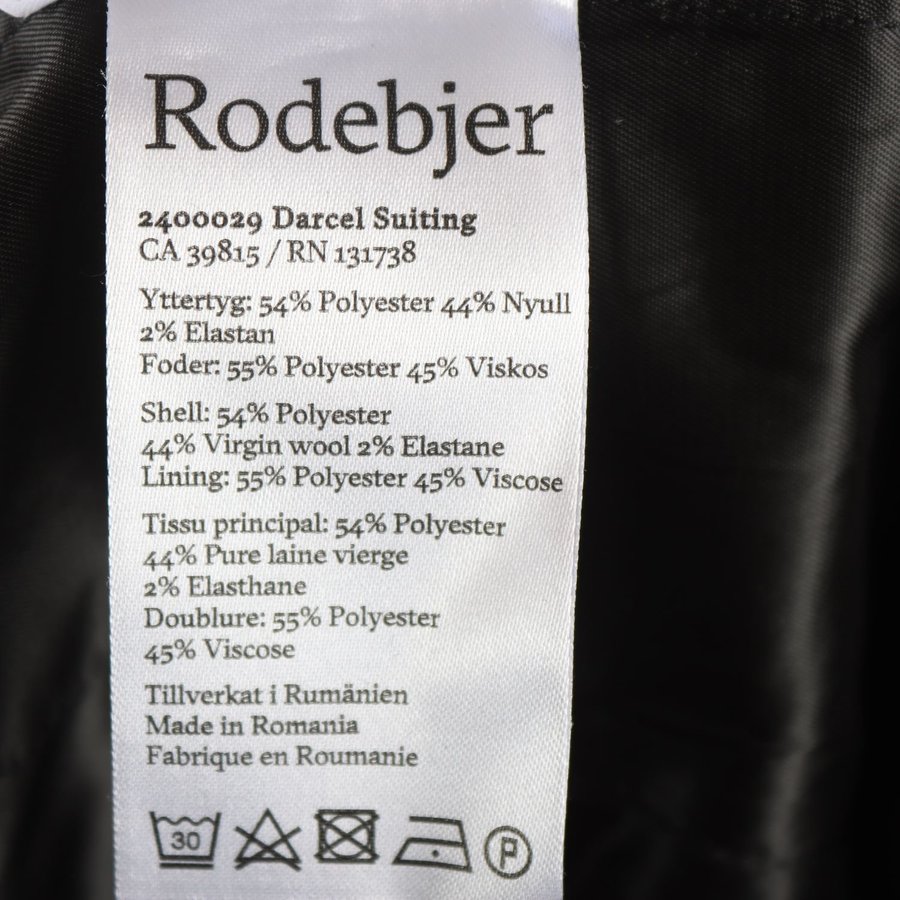 Rodebjer
2400029 Darcel Suiting
CA 39815 / RN 131738
Yttertyg: 54% Polyester 44% Nyull
2% Elastan
Foder: 55% Polyester 45% Viskos
Shell: 54% Polyester
44% Virgin wool 2% Elastane
Lining: 55% Polyester 45% Viscose
Tissu principal: 54% Polyester
44% Pure laine vierge
2% Elasthane
Doublure: 55% Polyester
45% Viscose
Tillverkat i Rumänien
Made in Romania
Fabrique en Roumanie
30 P